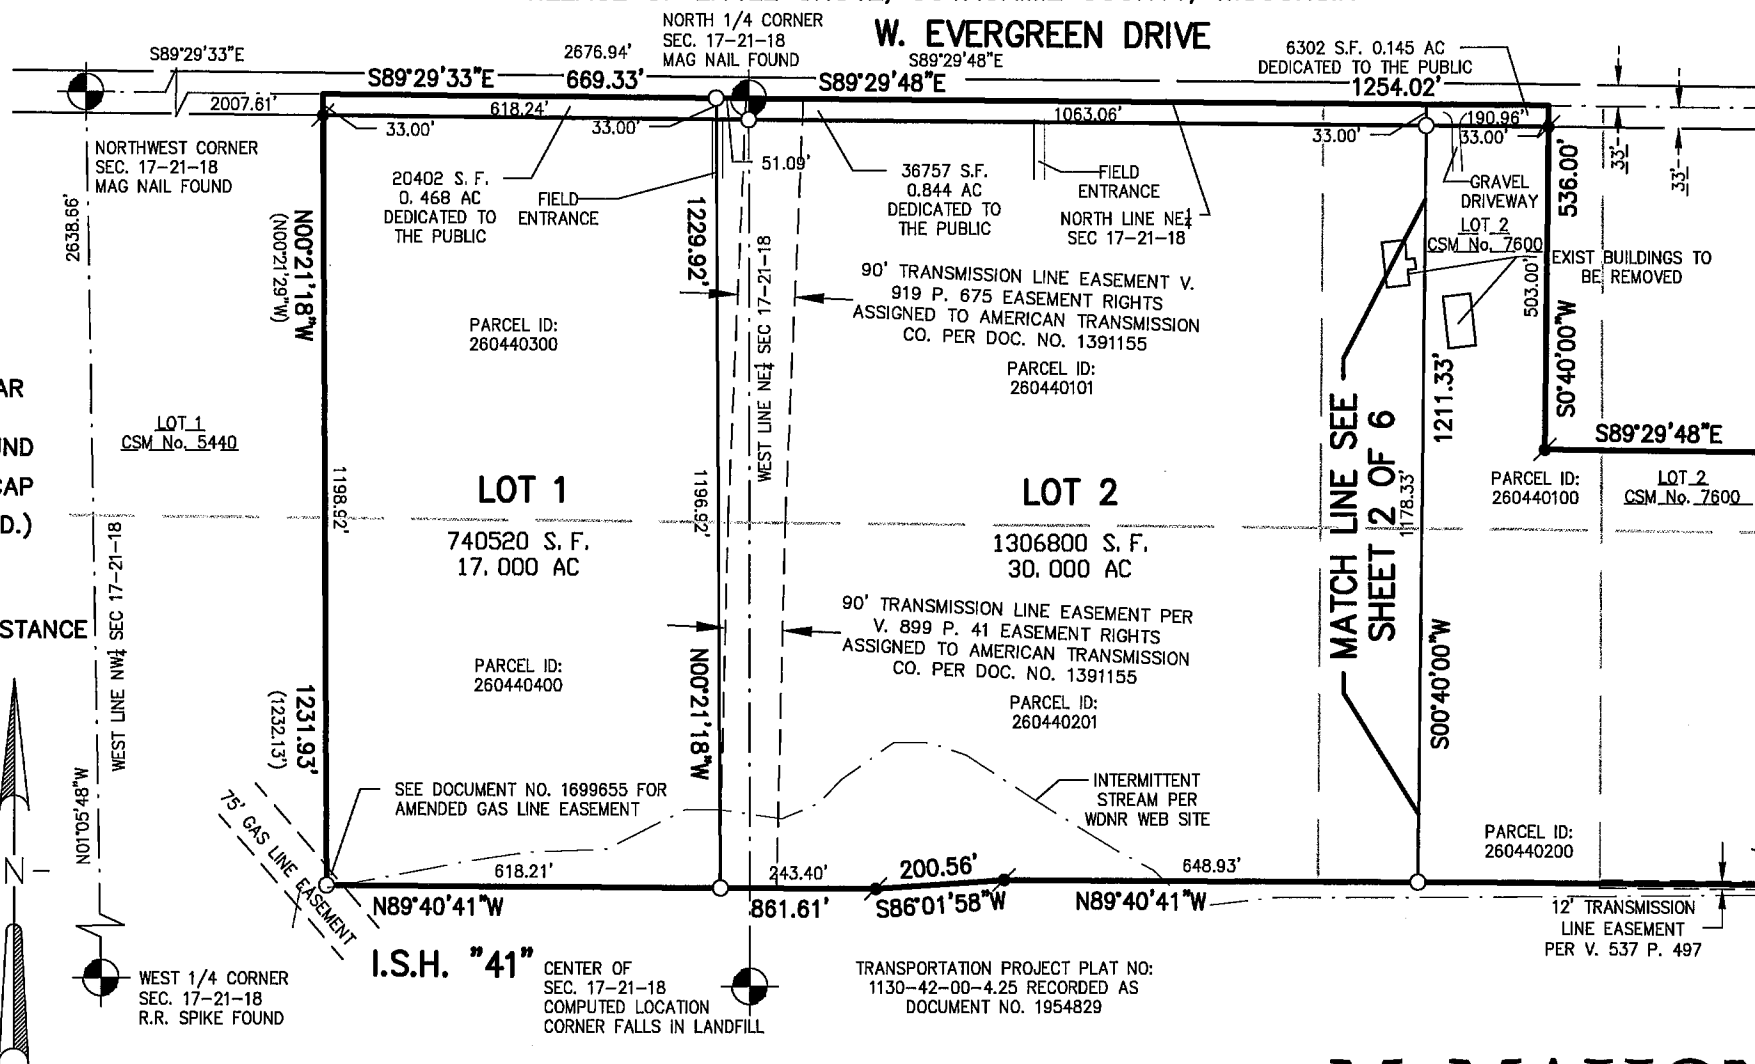 NORTH 1/4 CORNER
SEC. 17-21-18
MAG NAIL FOUND
W. EVERGREEN DRIVE
S89°29'33"E
2676.94'
S89°29'48"E
6302 S.F. 0.145 AC
DEDICATED TO THE PUBLIC
S89°29'33"E
669.33'
S89°29'48"E
1254.02'
2007.61'
618.24'
1063.06'
190.96'
33.00'
33.00'
33.00'
33.00'
33'
33'
NORTHWEST CORNER
SEC. 17-21-18
MAG NAIL FOUND
51.09'
20402 S.F.
0.468 AC
DEDICATED TO
THE PUBLIC
FIELD
ENTRANCE
36757 S.F.
0.844 AC
DEDICATED TO
THE PUBLIC
FIELD
ENTRANCE
NORTH LINE NE¼
SEC 17-21-18
GRAVEL
DRIVEWAY
LOT 2
CSM No. 7600
EXIST BUILDINGS TO
BE REMOVED
536.00'
503.00'
S0°40'00"W
2638.66'
N00°21'18"W
(N00°21'29"W)
1229.92'
WEST LINE NE¼ SEC 17-21-18
90' TRANSMISSION LINE EASEMENT V.
919 P. 675 EASEMENT RIGHTS
ASSIGNED TO AMERICAN TRANSMISSION
CO. PER DOC. NO. 1391155
PARCEL ID:
260440300
PARCEL ID:
260440101
AR
UND
CAP
D.)
STANCE
LOT 1
CSM No. 5440
1198.92'
1196.92'
LOT 1
740520 S.F.
17.000 AC
LOT 2
1306800 S.F.
30.000 AC
MATCH LINE SEE
SHEET 2 OF 6
1211.33'
1178.33'
S00°40'00"W
S89°29'48"E
PARCEL ID:
260440100
LOT 2
CSM No. 7600
90' TRANSMISSION LINE EASEMENT PER
V. 899 P. 41 EASEMENT RIGHTS
ASSIGNED TO AMERICAN TRANSMISSION
CO. PER DOC. NO. 1391155
PARCEL ID:
260440400
PARCEL ID:
260440201
WEST LINE NW¼ SEC 17-21-18
N01°05'48"W
1231.93'
(1232.13')
N00°21'18"W
SEE DOCUMENT NO. 1699655 FOR
AMENDED GAS LINE EASEMENT
75' GAS LINE EASEMENT
INTERMITTENT
STREAM PER
WDNR WEB SITE
PARCEL ID:
260440200
N
618.21'
243.40'
200.56'
648.93'
N89°40'41"W
861.61'
S86°01'58"W
N89°40'41"W
12' TRANSMISSION
LINE EASEMENT
PER V. 537 P. 497
I.S.H. "41"
WEST 1/4 CORNER
SEC. 17-21-18
R.R. SPIKE FOUND
CENTER OF
SEC. 17-21-18
COMPUTED LOCATION
CORNER FALLS IN LANDFILL
TRANSPORTATION PROJECT PLAT NO:
1130-42-00-4.25 RECORDED AS
DOCUMENT NO. 1954829